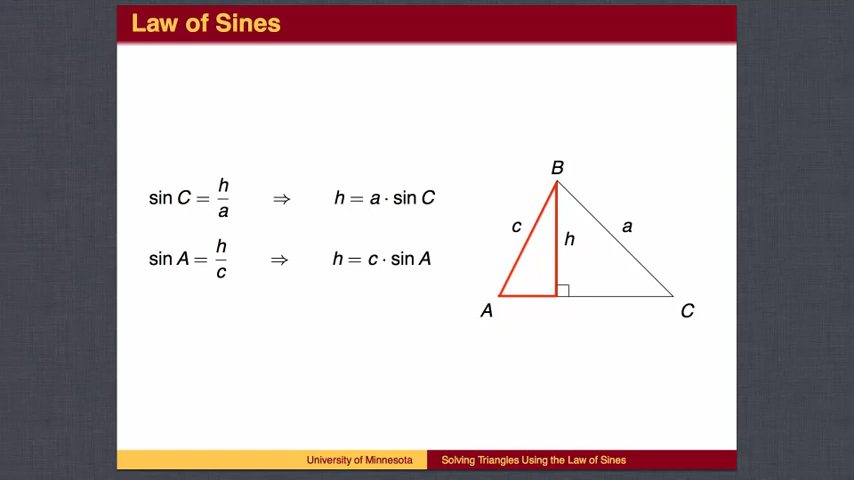 Law of Sines
sin C = h/a ⇒ h = a · sin C
sin A = h/c ⇒ h = c · sin A
B
c
h
a
A
C
University of Minnesota
Solving Triangles Using the Law of Sines